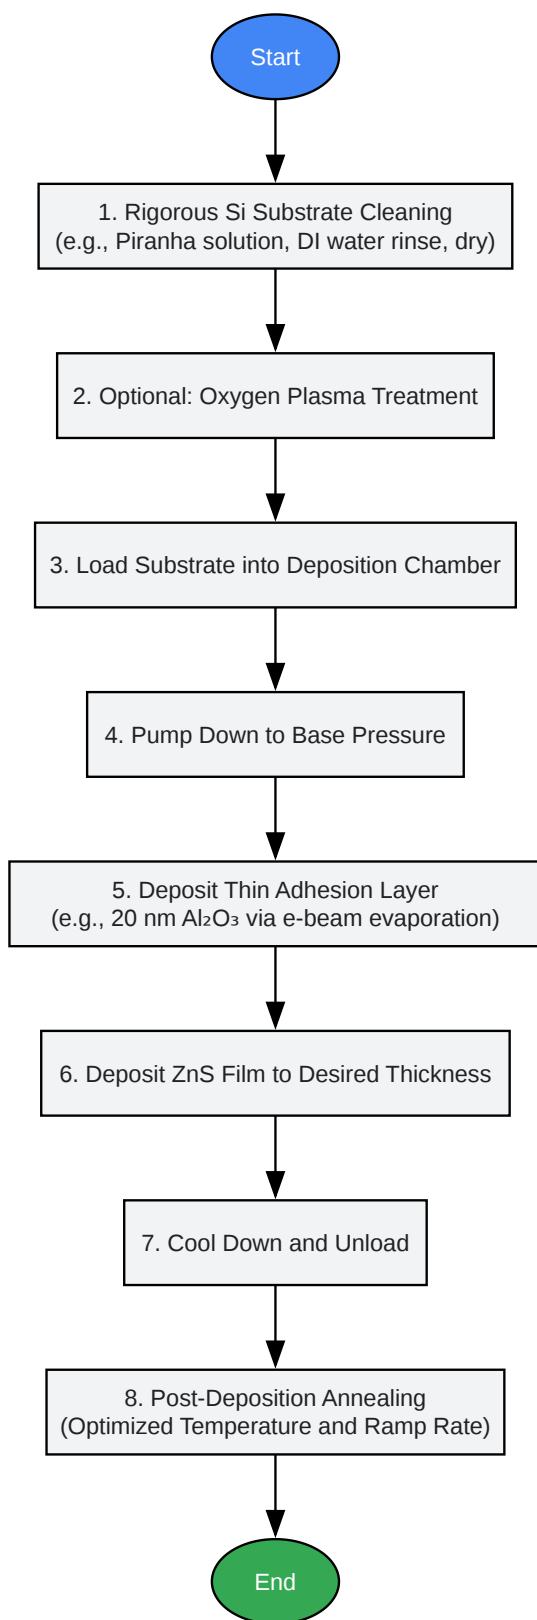 Start
1. Rigorous Si Substrate Cleaning
(e.g., Piranha solution, DI water rinse, dry)
2. Optional: Oxygen Plasma Treatment
3. Load Substrate into Deposition Chamber
4. Pump Down to Base Pressure
5. Deposit Thin Adhesion Layer
(e.g., 20 nm Al₂O₃ via e-beam evaporation)
6. Deposit ZnS Film to Desired Thickness
7. Cool Down and Unload
8. Post-Deposition Annealing
(Optimized Temperature and Ramp Rate)
End